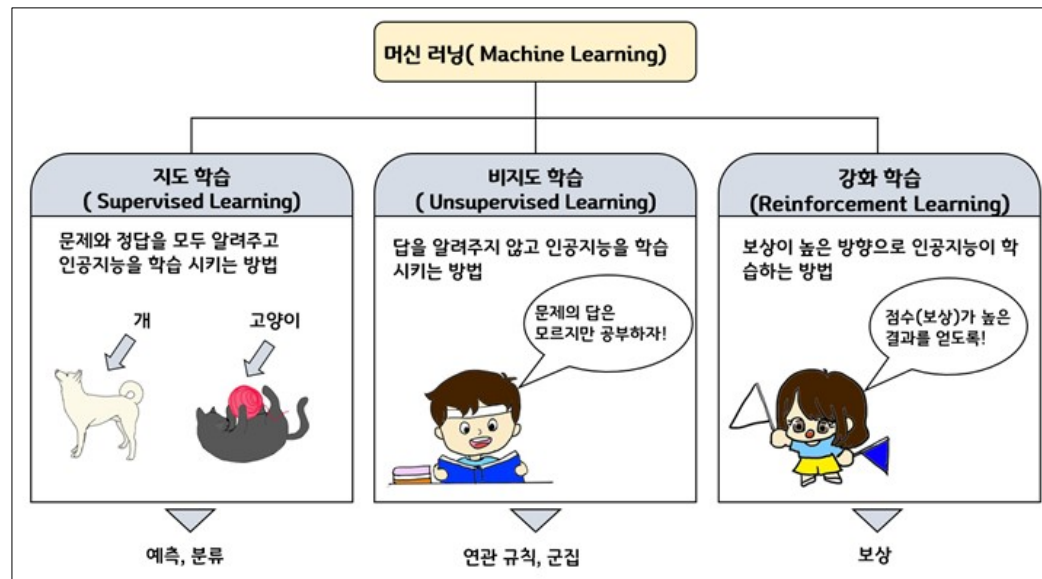 머신 러닝( Machine Learning)
지도 학습
( Supervised Learning)
문제와 정답을 모두 알려주고
인공지능을 학습 시키는 방법
개
고양이
예측, 분류
비지도 학습
( Unsupervised Learning)
답을 알려주지 않고 인공지능을 학습
시키는 방법
문제의 답은
모르지만 공부하자!
연관 규칙, 군집
강화 학습
(Reinforcement Learning)
보상이 높은 방향으로 인공지능이 학
습하는 방법
점수(보상)가 높은
결과를 얻도록!
보상